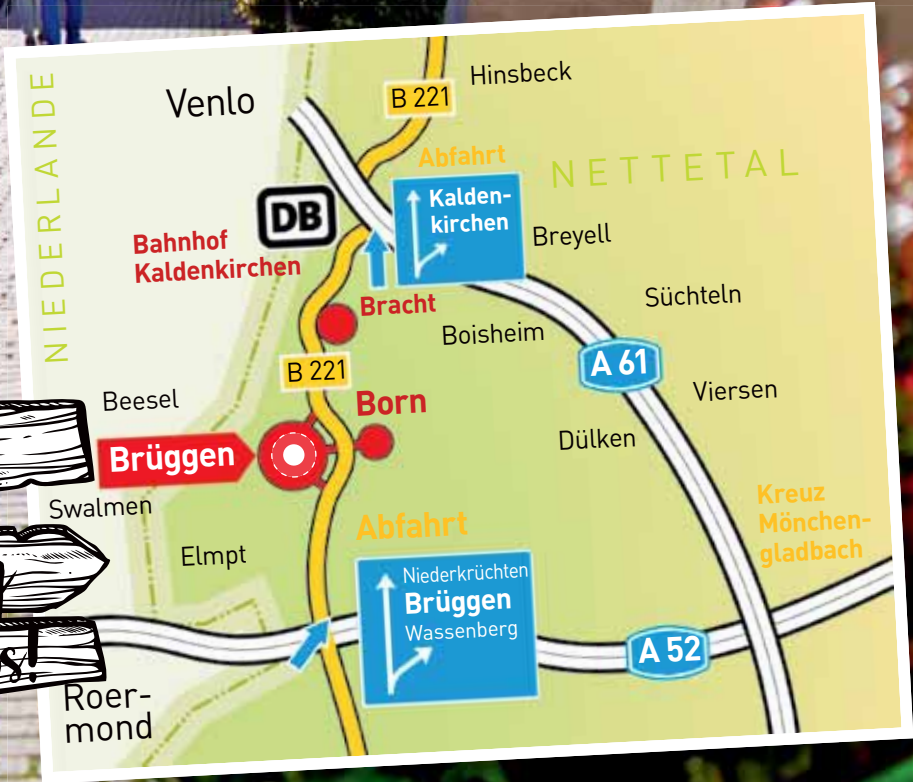 NIEDERLANDE
Venlo
B 221
Hinsbeck
Abfahrt
NETTETAL
Kalden-
kirchen
DB
Bahnhof
Kaldenkirchen
Breyell
Bracht
Süchteln
Boisheim
A 61
B 221
Beesel
Born
Viersen
Brüggen
Dülken
Swalmen
Kreuz
Mönchen-
gladbach
Abfahrt
Elmpt
Niederkrüchten
Brüggen
Wassenberg
A 52
s!
Roer-
mond